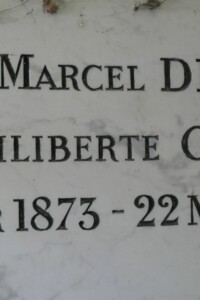 MARCEL D
ILIBERTE
1873 - 22 M